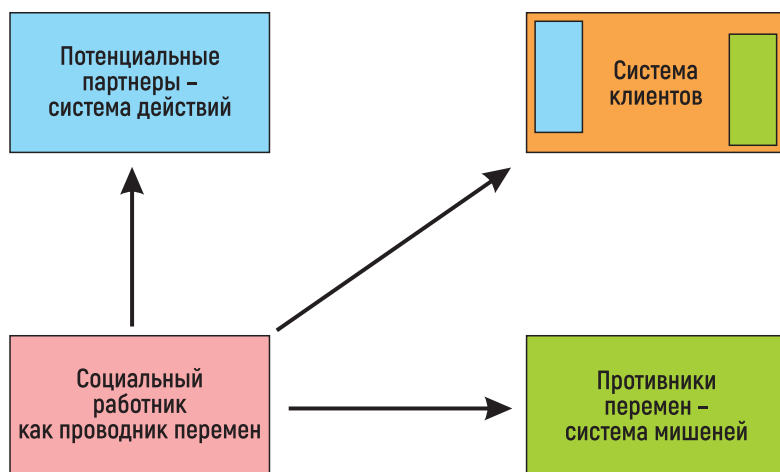 Потенциальные
партнеры –
система действий
Система
клиентов
Социальный
работник
как проводник перемен
Противники
перемен –
система мишеней